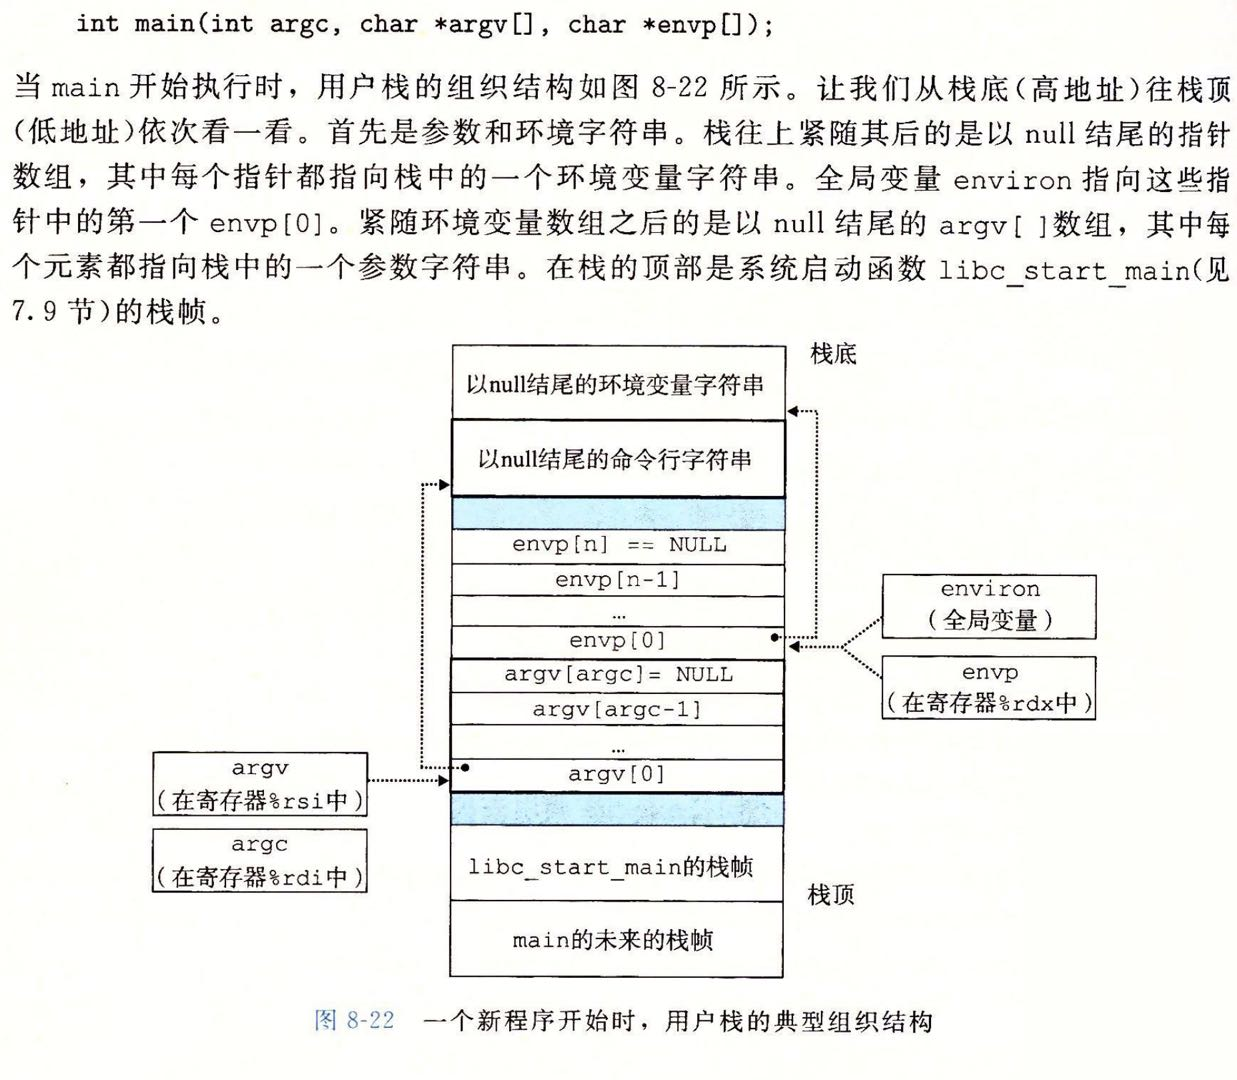 int main(int argc, char *argv[], char *envp[]);
当 main 开始执行时，用户栈的组织结构如图 8-22 所示。让我们从栈底(高地址)往栈顶
(低地址)依次看一看。首先是参数和环境字符串。栈往上紧随其后的是以 null 结尾的指针
数组，其中每个指针都指向栈中的一个环境变量字符串。全局变量 environ 指向这些指
针中的第一个 envp[0]。紧随环境变量数组之后的是以 null 结尾的 argv[ ]数组，其中每
个元素都指向栈中的一个参数字符串。在栈的顶部是系统启动函数 libc_start_main(见
7.9 节)的栈帧。
栈底
以null结尾的环境变量字符串
以null结尾的命令行字符串
envp[n] == NULL
envp[n-1]
…
envp[0]
environ
(全局变量)
envp
(在寄存器%rdx中)
argv[argc]= NULL
argv[argc-1]
…
argv[0]
argv
(在寄存器%rsi中)
argc
(在寄存器%rdi中)
libc_start_main的栈帧
栈顶
main的未来的栈帧
图 8-22 一个新程序开始时，用户栈的典型组织结构